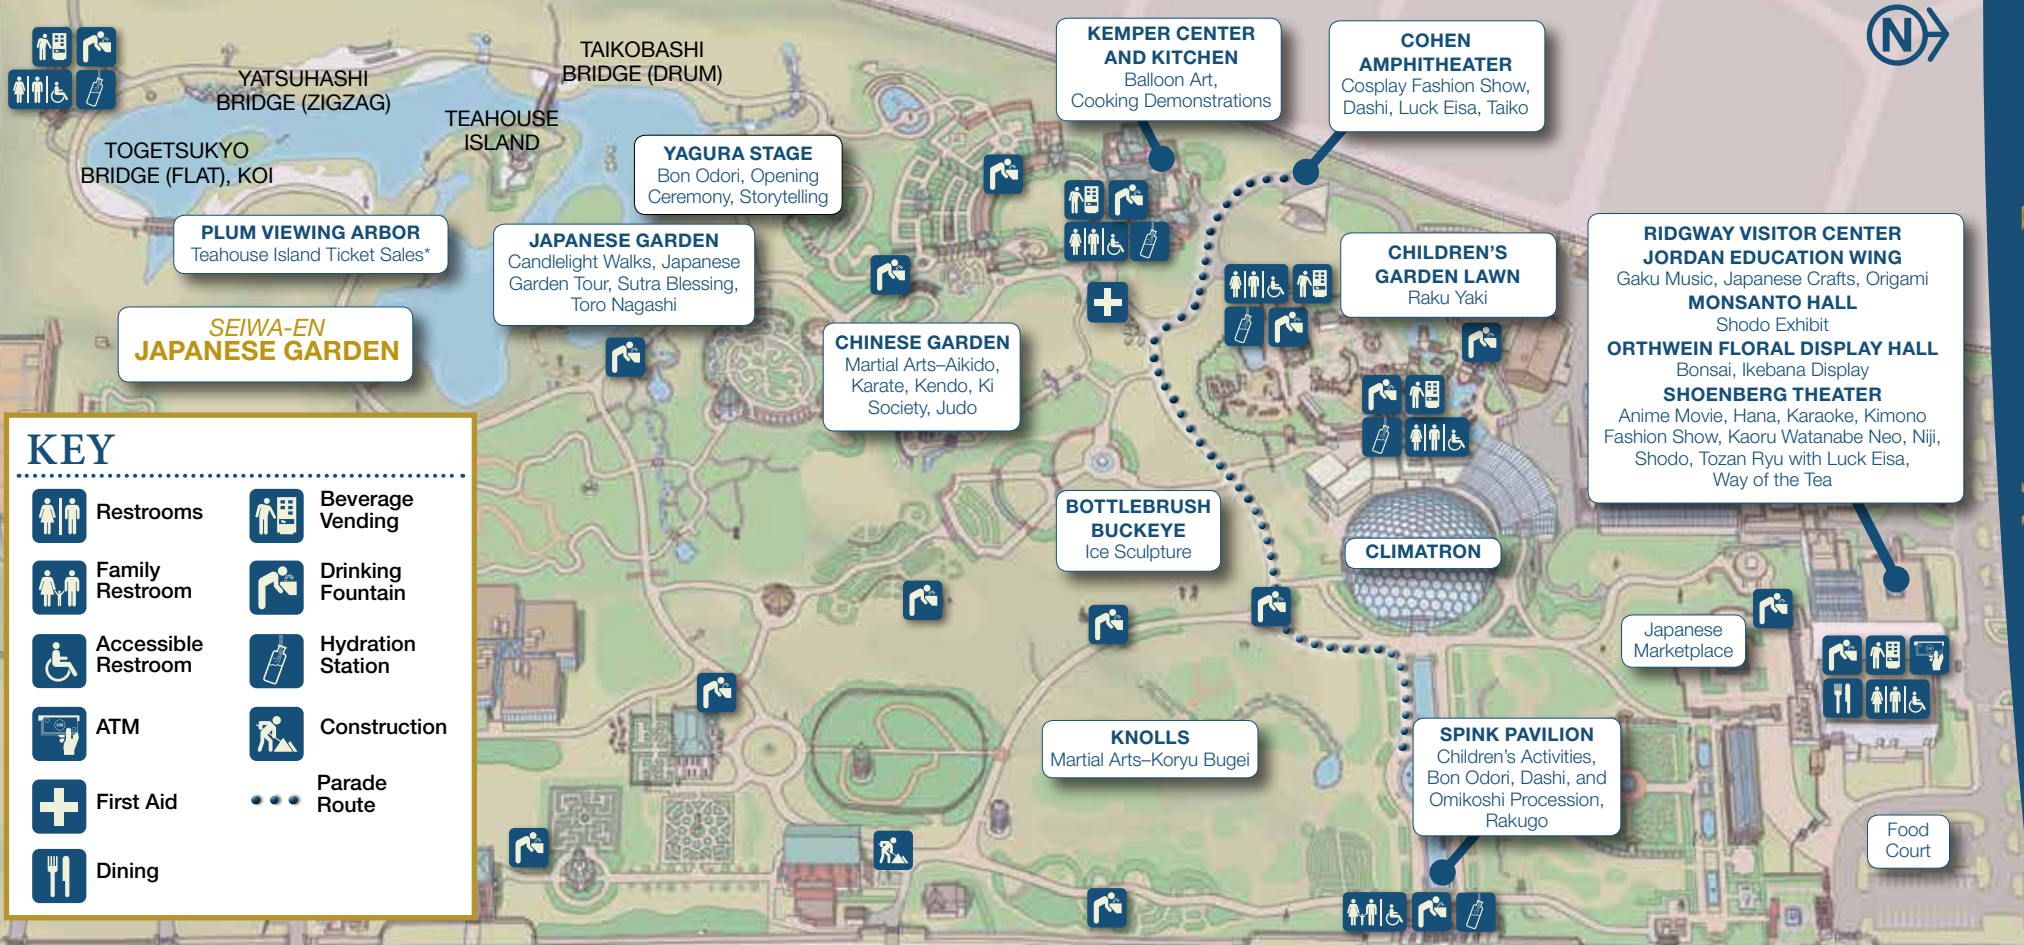 N
YATSUHASHI
BRIDGE (ZIGZAG)
TAIKOBASHI
BRIDGE (DRUM)
TEAHOUSE
ISLAND
TOGETSUKYO
BRIDGE (FLAT), KOI
KEMPER CENTER
AND KITCHEN
Balloon Art,
Cooking Demonstrations
COHEN
AMPHITHEATER
Cosplay Fashion Show,
Dashi, Luck Eisa, Taiko
YAGURA STAGE
Bon Odori, Opening
Ceremony, Storytelling
PLUM VIEWING ARBOR
Teahouse Island Ticket Sales*
JAPANESE GARDEN
Candlelight Walks, Japanese
Garden Tour, Sutra Blessing,
Toro Nagashi
SEIWA-EN
JAPANESE GARDEN
CHINESE GARDEN
Martial Arts–Aikido,
Karate, Kendo, Ki
Society, Judo
CHILDREN'S
GARDEN LAWN
Raku Yaki
RIDGWAY VISITOR CENTER
JORDAN EDUCATION WING
Gaku Music, Japanese Crafts, Origami
MONSANTO HALL
Shodo Exhibit
ORTHWEIN FLORAL DISPLAY HALL
Bonsai, Ikebana Display
SHOENBERG THEATER
Anime Movie, Hana, Karaoke, Kimono
Fashion Show, Kaoru Watanabe Neo, Niji,
Shodo, Tozan Ryu with Luck Eisa,
Way of the Tea
BOTTLEBRUSH
BUCKEYE
Ice Sculpture
CLIMATRON
Japanese
Marketplace
KNOLLS
Martial Arts–Koryu Bugei
SPINK PAVILION
Children's Activities,
Bon Odori, Dashi, and
Omikoshi Procession,
Rakugo
Food
Court
KEY
Restrooms
Family
Restroom
Accessible
Restroom
ATM
First Aid
Dining
Beverage
Vending
Drinking
Fountain
Hydration
Station
Construction
Parade
Route